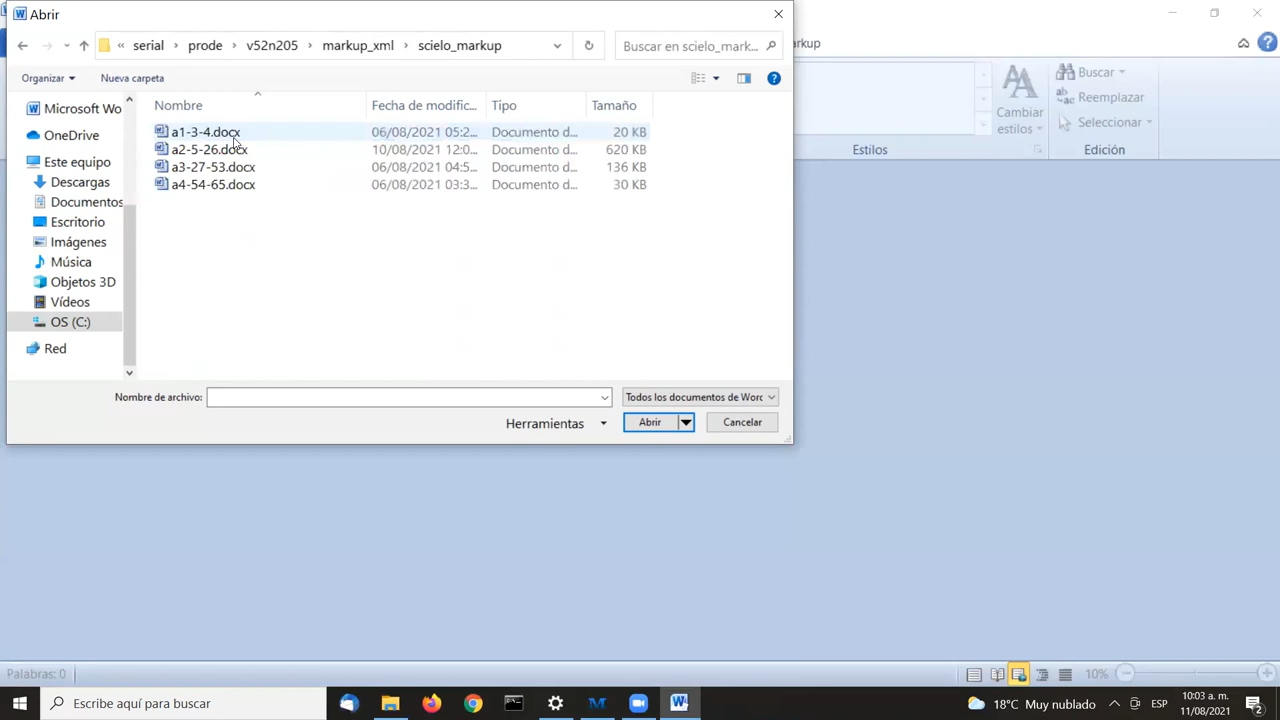 Abrir
« serial › prode › v52n205 › markup_xml › scielo_markup
Buscar en scielo_mark...
rkup
Organizar
Nueva carpeta
Buscar
Reemplazar
Seleccionar
Cambiar
estilos
Estilos
Edición
Microsoft Wo
OneDrive
Este equipo
Descargas
Documentos
Escritorio
Imágenes
Música
Objetos 3D
Vídeos
OS (C:)
Red
Nombre Fecha de modific... Tipo Tamaño
a1-3-4.docx 06/08/2021 05:2... Documento d... 20 KB
a2-5-26.docx 10/08/2021 12:0... Documento d... 620 KB
a3-27-53.docx 06/08/2021 04:5... Documento d... 136 KB
a4-54-65.docx 06/08/2021 03:3... Documento d... 30 KB
Nombre de archivo:
Todos los documentos de Word
Herramientas
Abrir
Cancelar
Palabras: 0
10%
Escribe aquí para buscar
18°C Muy nublado
ESP
10:03 a. m.
11/08/2021
2